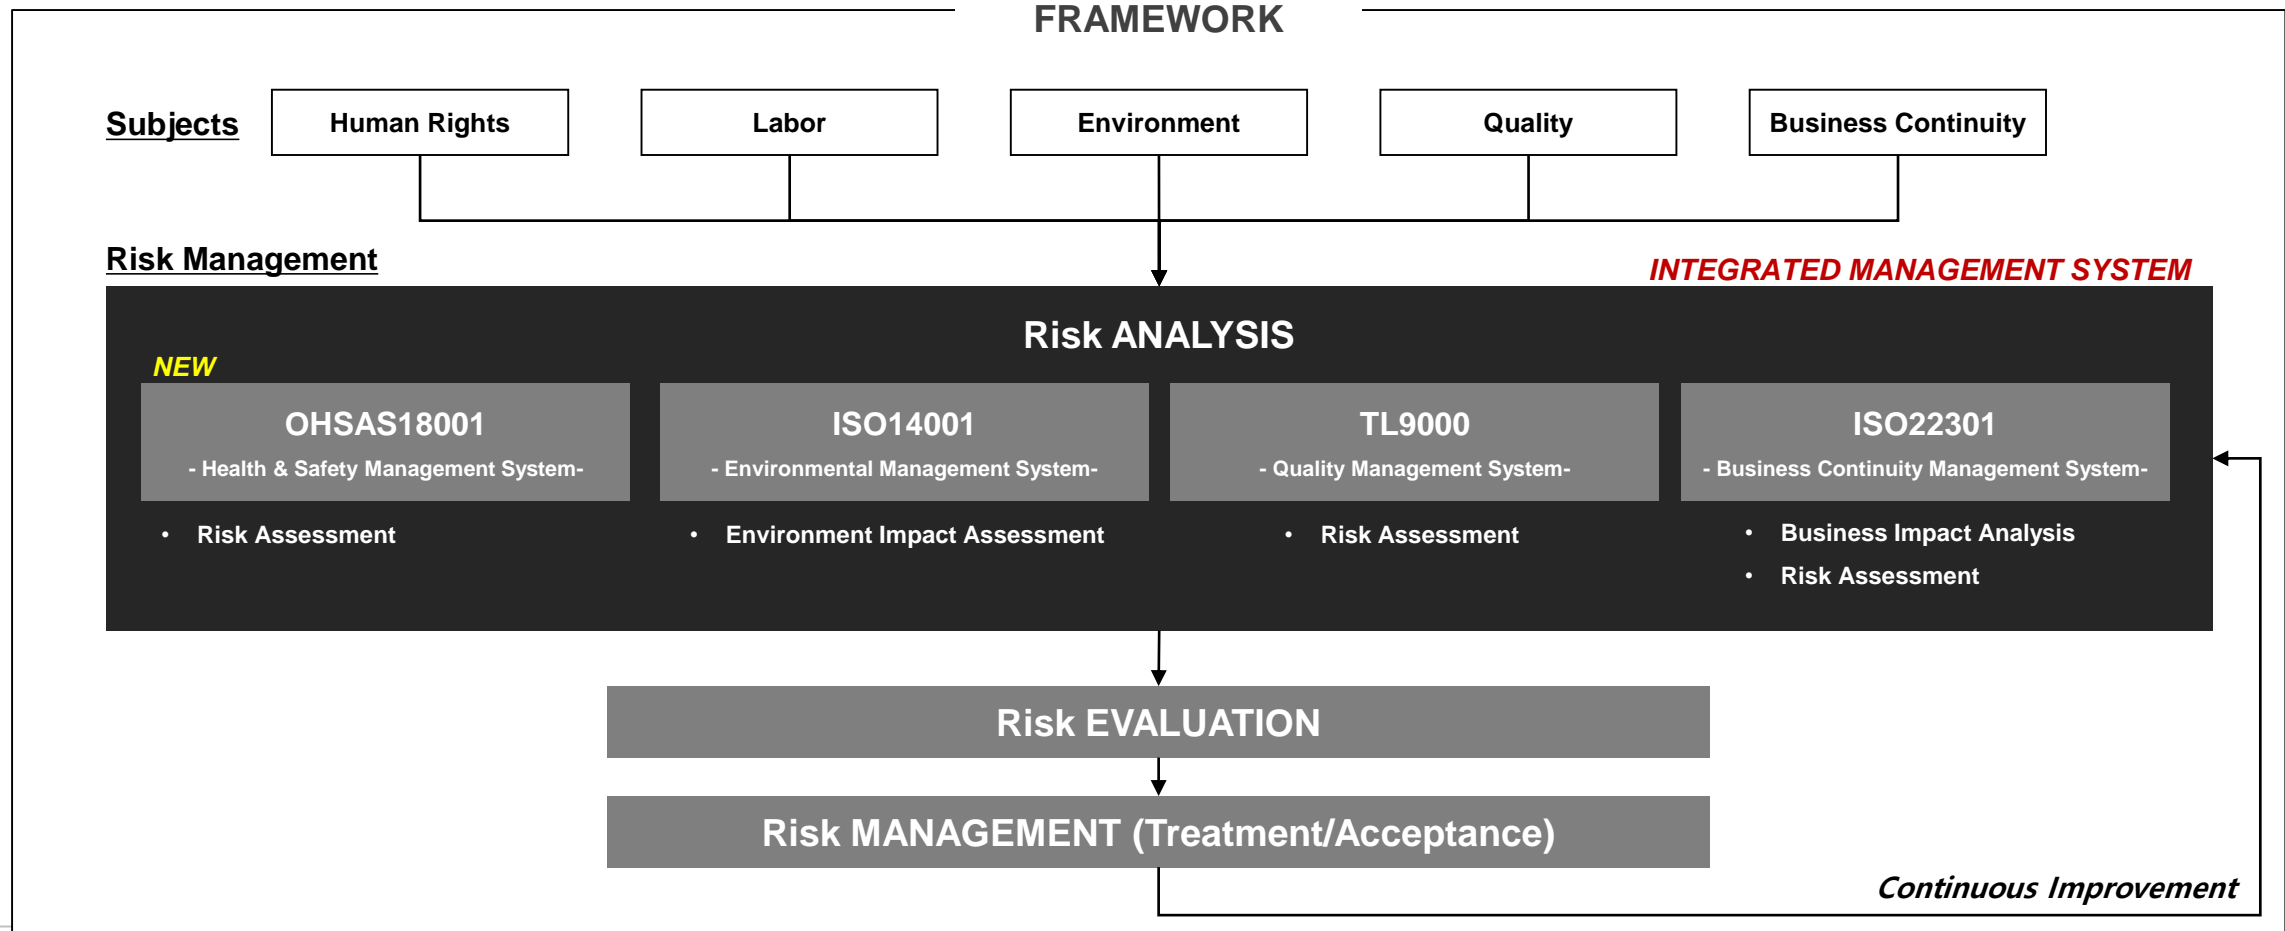 FRAMEWORK
Subjects
Human Rights
Labor
Environment
Quality
Business Continuity
Risk Management
INTEGRATED MANAGEMENT SYSTEM
Risk ANALYSIS
NEW
OHSAS18001
- Health & Safety Management System-
ISO14001
- Environmental Management System-
TL9000
- Quality Management System-
ISO22301
- Business Continuity Management System-
• Risk Assessment
• Environment Impact Assessment
• Risk Assessment
• Business Impact Analysis
• Risk Assessment
Risk EVALUATION
Risk MANAGEMENT (Treatment/Acceptance)
Continuous Improvement